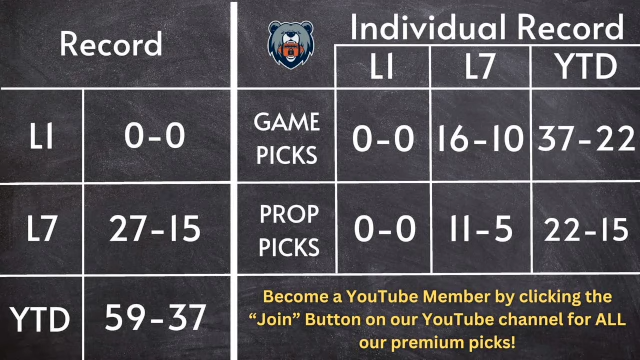 Record
L1 0-0
L7 27-15
YTD 59-37
Individual Record
L1 L7 YTD
GAME
PICKS
0-0 16-10 37-22
PROP
PICKS
0-0 11-5 22-15
Become a YouTube Member by clicking the
“Join” Button on our YouTube channel for ALL
our premium picks!